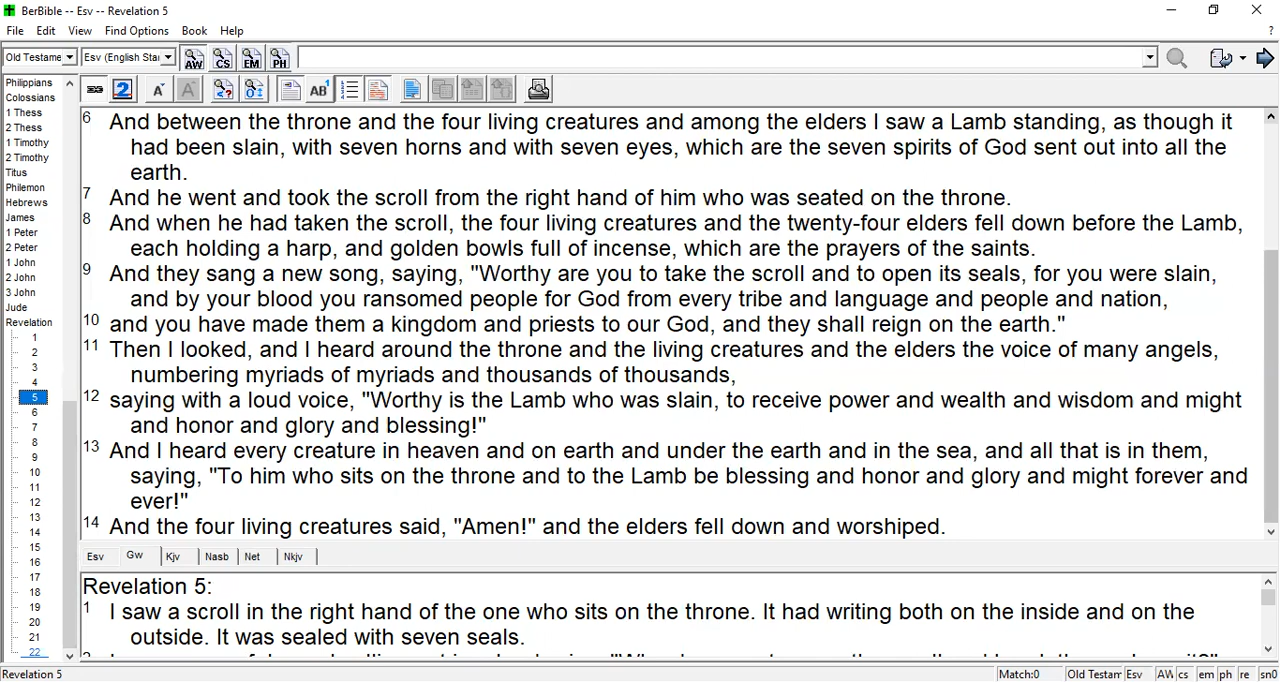 BerBible -- Esv -- Revelation 5
File Edit View Find Options Book Help ?
Old Testame Esv (English Star AW CS EM PH
2 A A AB¹
Philippians
Colossians
1 Thess
2 Thess
1 Timothy
2 Timothy
Titus
Philemon
Hebrews
James
1 Peter
2 Peter
1 John
2 John
3 John
Jude
Revelation
1
2
3
4
5
6
7
8
9
10
11
12
13
14
15
16
17
18
19
20
21
22
6 And between the throne and the four living creatures and among the elders I saw a Lamb standing, as though it
had been slain, with seven horns and with seven eyes, which are the seven spirits of God sent out into all the
earth.
7 And he went and took the scroll from the right hand of him who was seated on the throne.
8 And when he had taken the scroll, the four living creatures and the twenty-four elders fell down before the Lamb,
each holding a harp, and golden bowls full of incense, which are the prayers of the saints.
9 And they sang a new song, saying, "Worthy are you to take the scroll and to open its seals, for you were slain,
and by your blood you ransomed people for God from every tribe and language and people and nation,
10 and you have made them a kingdom and priests to our God, and they shall reign on the earth."
11 Then I looked, and I heard around the throne and the living creatures and the elders the voice of many angels,
numbering myriads of myriads and thousands of thousands,
12 saying with a loud voice, "Worthy is the Lamb who was slain, to receive power and wealth and wisdom and might
and honor and glory and blessing!"
13 And I heard every creature in heaven and on earth and under the earth and in the sea, and all that is in them,
saying, "To him who sits on the throne and to the Lamb be blessing and honor and glory and might forever and
ever!"
14 And the four living creatures said, "Amen!" and the elders fell down and worshiped.
Esv Gw Kjv Nasb Net Nkjv
Revelation 5:
1 I saw a scroll in the right hand of the one who sits on the throne. It had writing both on the inside and on the
outside. It was sealed with seven seals.
Revelation 5 Match:0 Old Testam Esv AW cs em ph re sn0